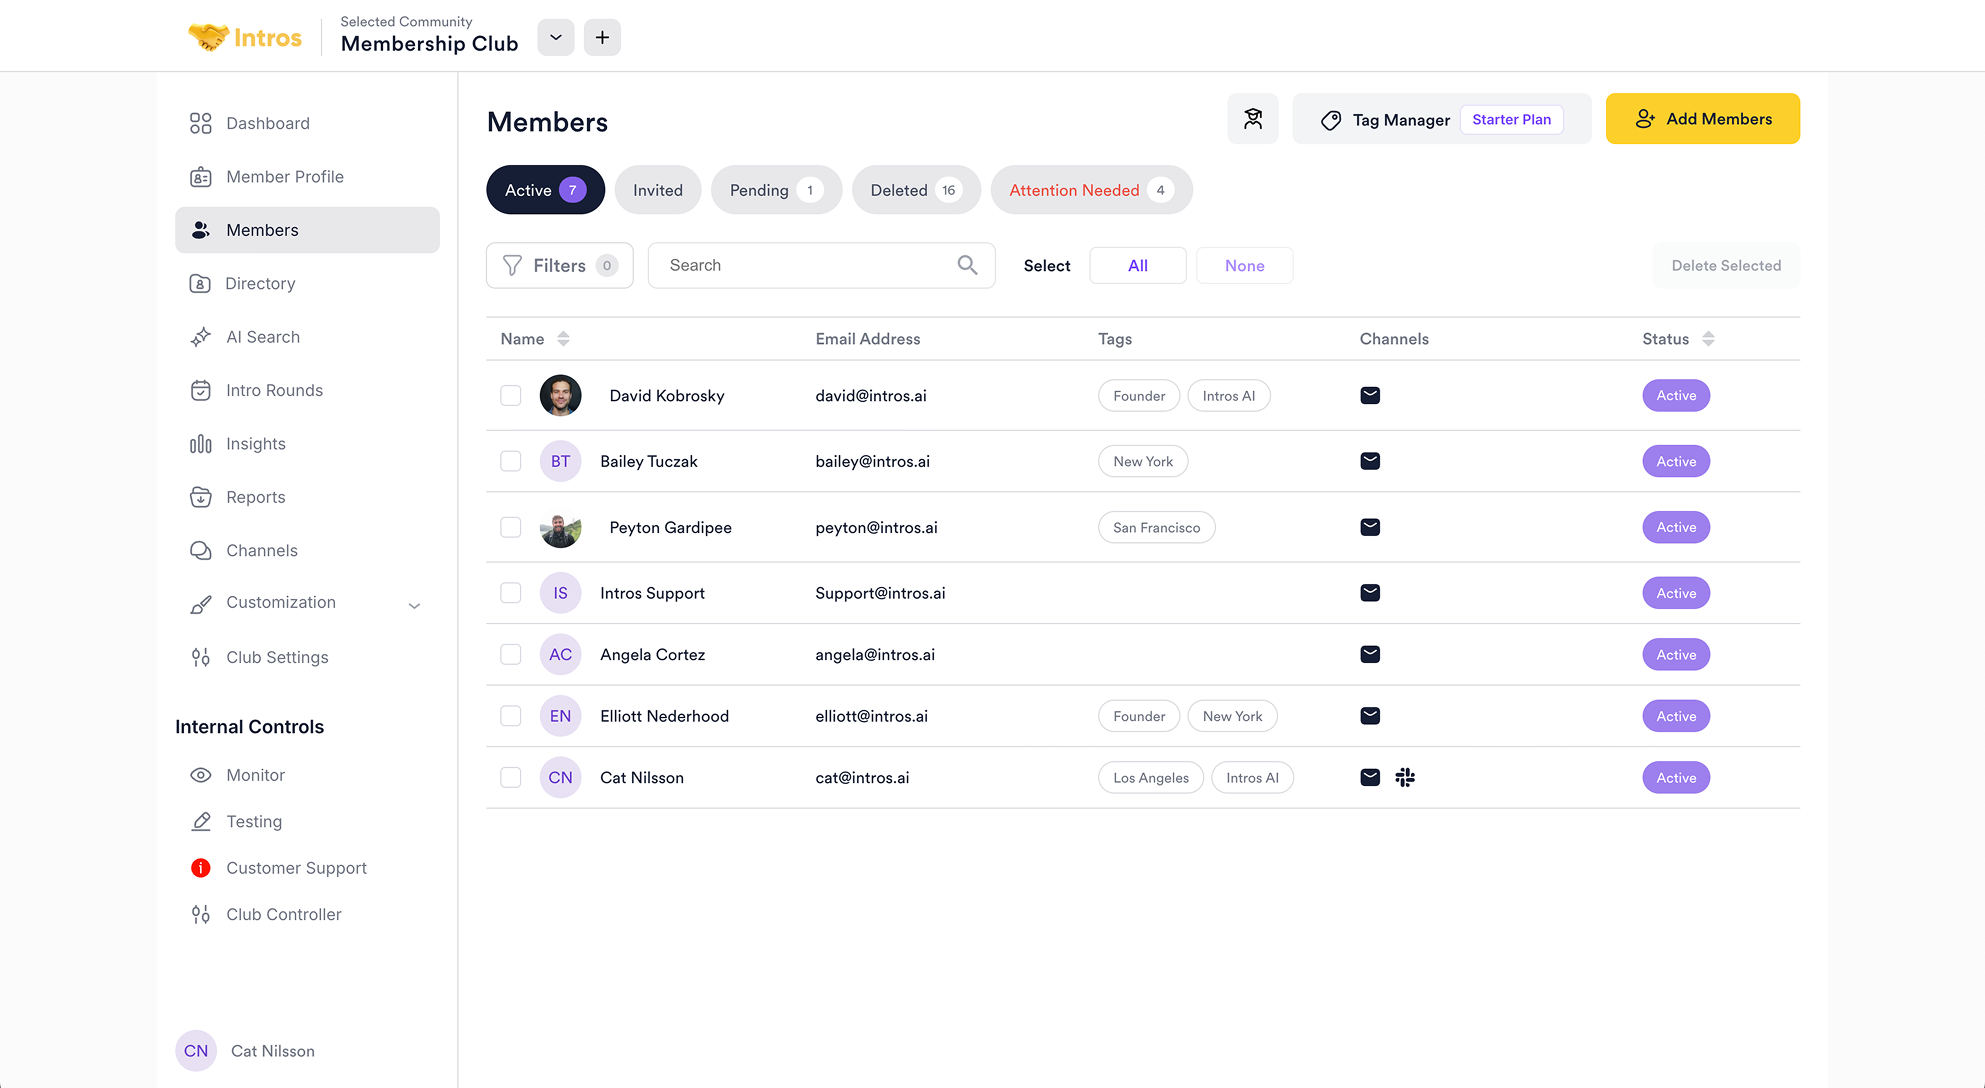 Intros
Selected Community
Membership Club
Dashboard
Member Profile
Members
Directory
AI Search
Intro Rounds
Insights
Reports
Channels
Customization
Club Settings
Internal Controls
Monitor
Testing
Customer Support
Club Controller
CN Cat Nilsson
Members
Tag Manager Starter Plan
Add Members
Active 7 Invited Pending 1 Deleted 16 Attention Needed 4
Filters 0 Search Select All None Delete Selected
Name Email Address Tags Channels Status
David Kobrosky david@intros.ai Founder Intros AI Active
BT Bailey Tuczak bailey@intros.ai New York Active
Peyton Gardipee peyton@intros.ai San Francisco Active
IS Intros Support Support@intros.ai Active
AC Angela Cortez angela@intros.ai Active
EN Elliott Nederhood elliott@intros.ai Founder New York Active
CN Cat Nilsson cat@intros.ai Los Angeles Intros AI Active